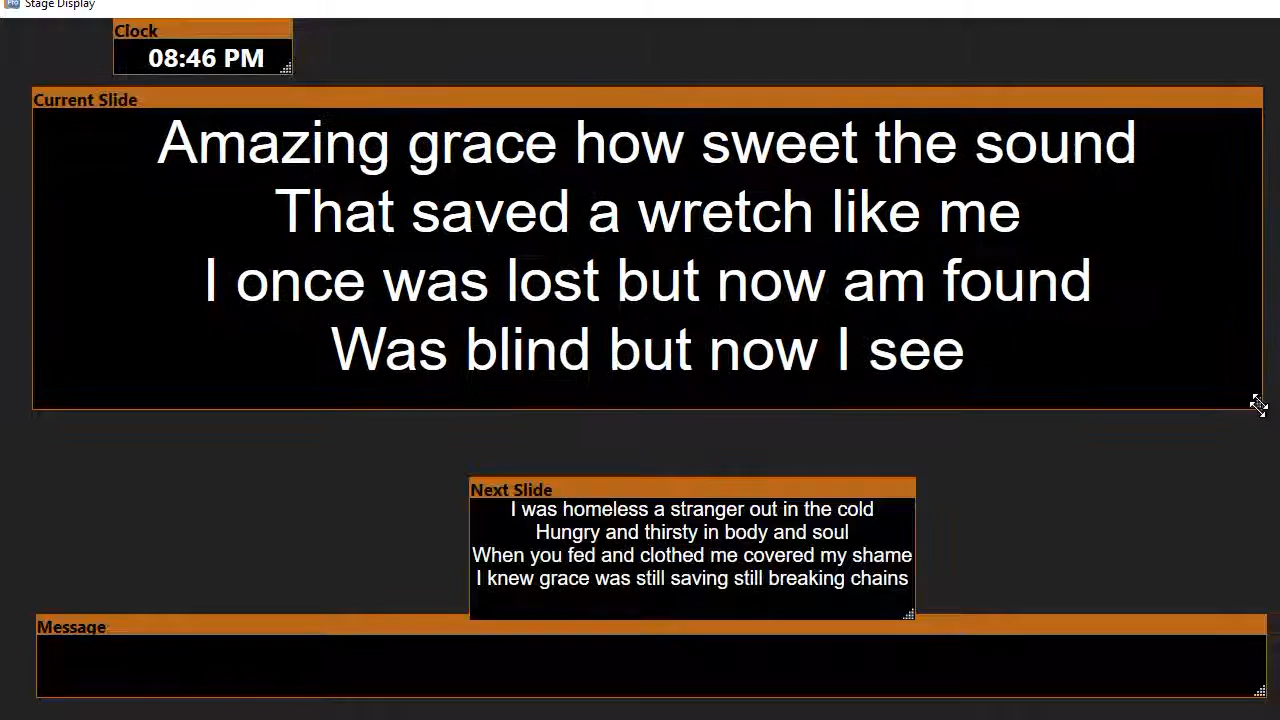 Pro Stage Display
Clock
08:46 PM
Current Slide
Amazing grace how sweet the sound
That saved a wretch like me
I once was lost but now am found
Was blind but now I see
Next Slide
I was homeless a stranger out in the cold
Hungry and thirsty in body and soul
When you fed and clothed me covered my shame
I knew grace was still saving still breaking chains
Message